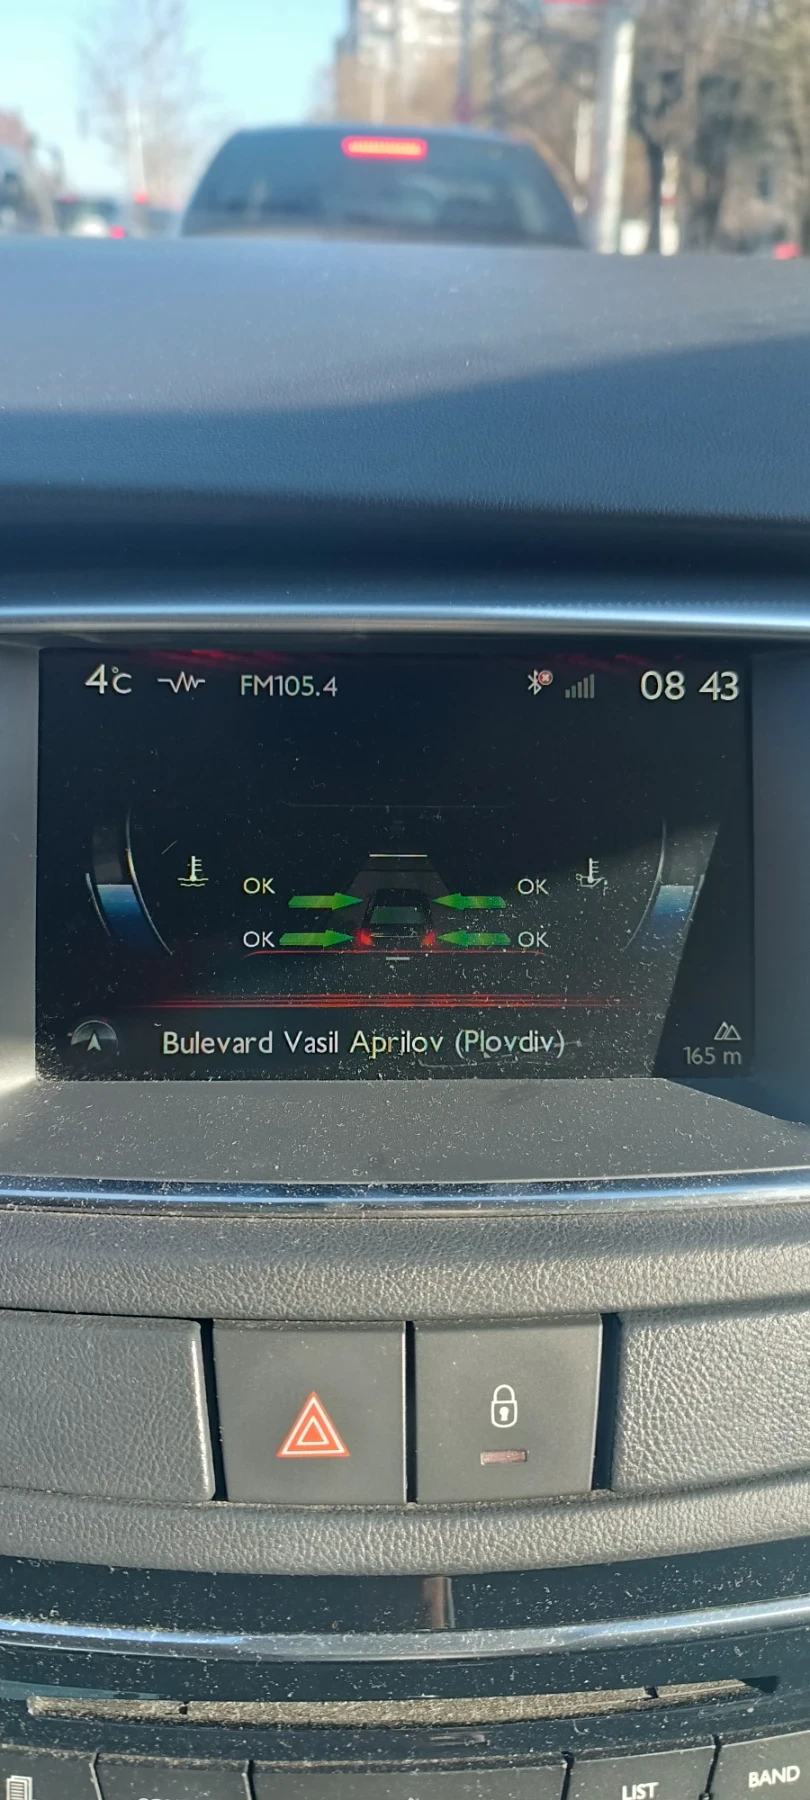 4°C FM105.4 08 43
OK OK
OK OK
Bulevard Vasil Aprilov (Plovdiv)
165 m
LIST
BAND